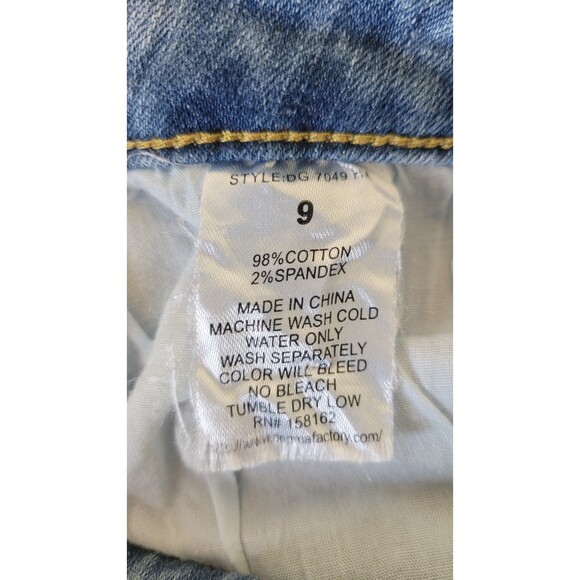 STYLE:DG 7049
9
98%COTTON
2%SPANDEX
MADE IN CHINA
MACHINE WASH COLD
WATER ONLY
WASH SEPARATELY
COLOR WILL BLEED
NO BLEACH
TUMBLE DRY LOW
RN# 158162